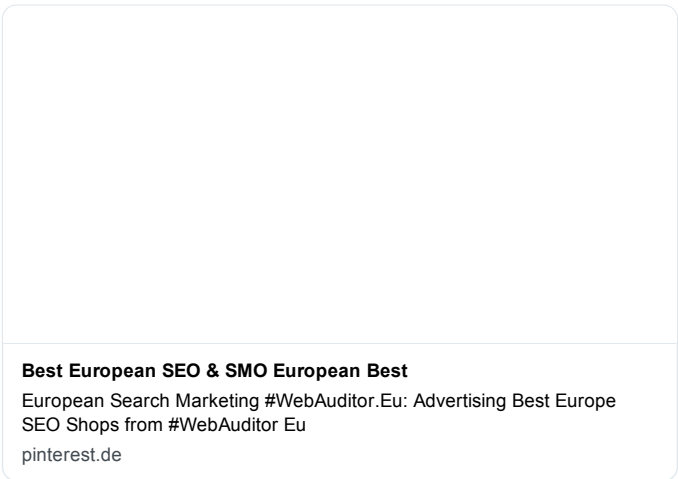 Best European SEO & SMO European Best
European Search Marketing #WebAuditor.Eu: Advertising Best Europe
SEO Shops from #WebAuditor Eu
pinterest.de